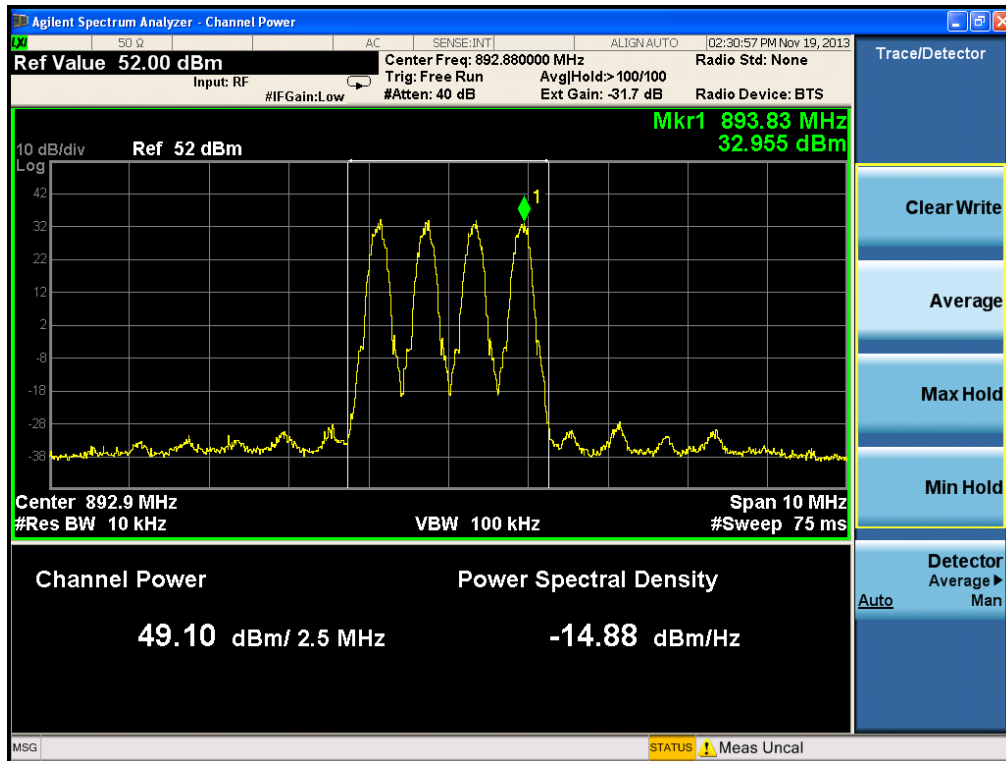 Agilent Spectrum Analyzer - Channel Power
LXI 50 Ω AC SENSE:INT ALIGN AUTO 02:30:57 PM Nov 19, 2013
Ref Value 52.00 dBm
Input: RF
#IFGain:Low
Center Freq: 892.880000 MHz
Trig: Free Run Avg|Hold:> 100/100
#Atten: 40 dB Ext Gain: -31.7 dB
Radio Std: None
Radio Device: BTS
Trace/Detector
Mkr1 893.83 MHz
32.955 dBm
10 dB/div Ref 52 dBm
Log
42
32
22
12
2
-8
-18
-28
-38
1
Center 892.9 MHz Span 10 MHz
#Res BW 10 kHz VBW 100 kHz #Sweep 75 ms
Channel Power Power Spectral Density
49.10 dBm/ 2.5 MHz -14.88 dBm/Hz
Clear Write
Average
Max Hold
Min Hold
Detector
Average
Auto Man
MSG STATUS Meas Uncal